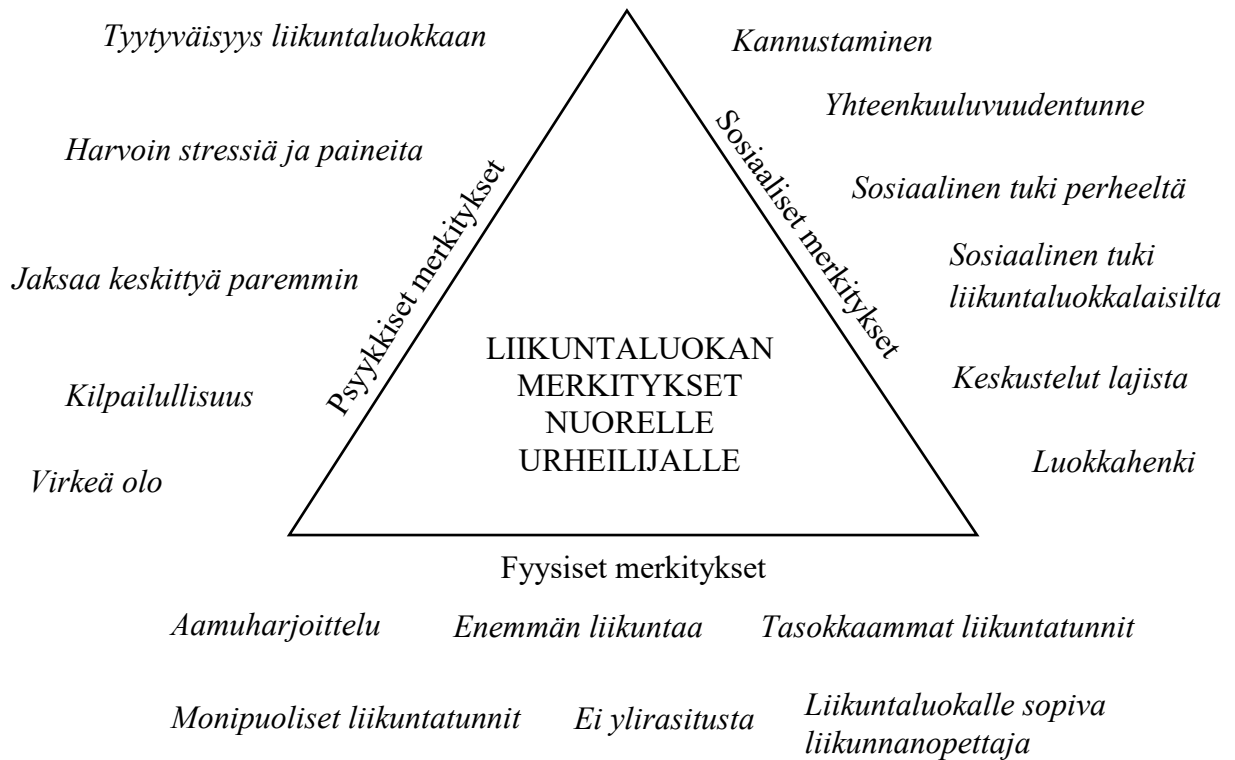 Tyytyväisyys liikuntaluokkaan
Harvoin stressiä ja paineita
Jaksaa keskittyä paremmin
Kilpailullisuus
Virkeä olo
Psyykkiset merkitykset
LIIKUNTALUOKAN
MERKITYKSET
NUORELLE
URHEILIJALLE
Sosiaaliset merkitykset
Kannustaminen
Yhteenkuuluvuudentunne
Sosiaalinen tuki perheeltä
Sosiaalinen tuki
liikuntaluokkalaisilta
Keskustelut lajista
Luokkahenki
Fyysiset merkitykset
Aamuharjoittelu
Enemmän liikuntaa
Tasokkaammat liikuntatunnit
Monipuoliset liikuntatunnit
Ei ylirasitusta
Liikuntaluokalle sopiva
liikunnanopettaja